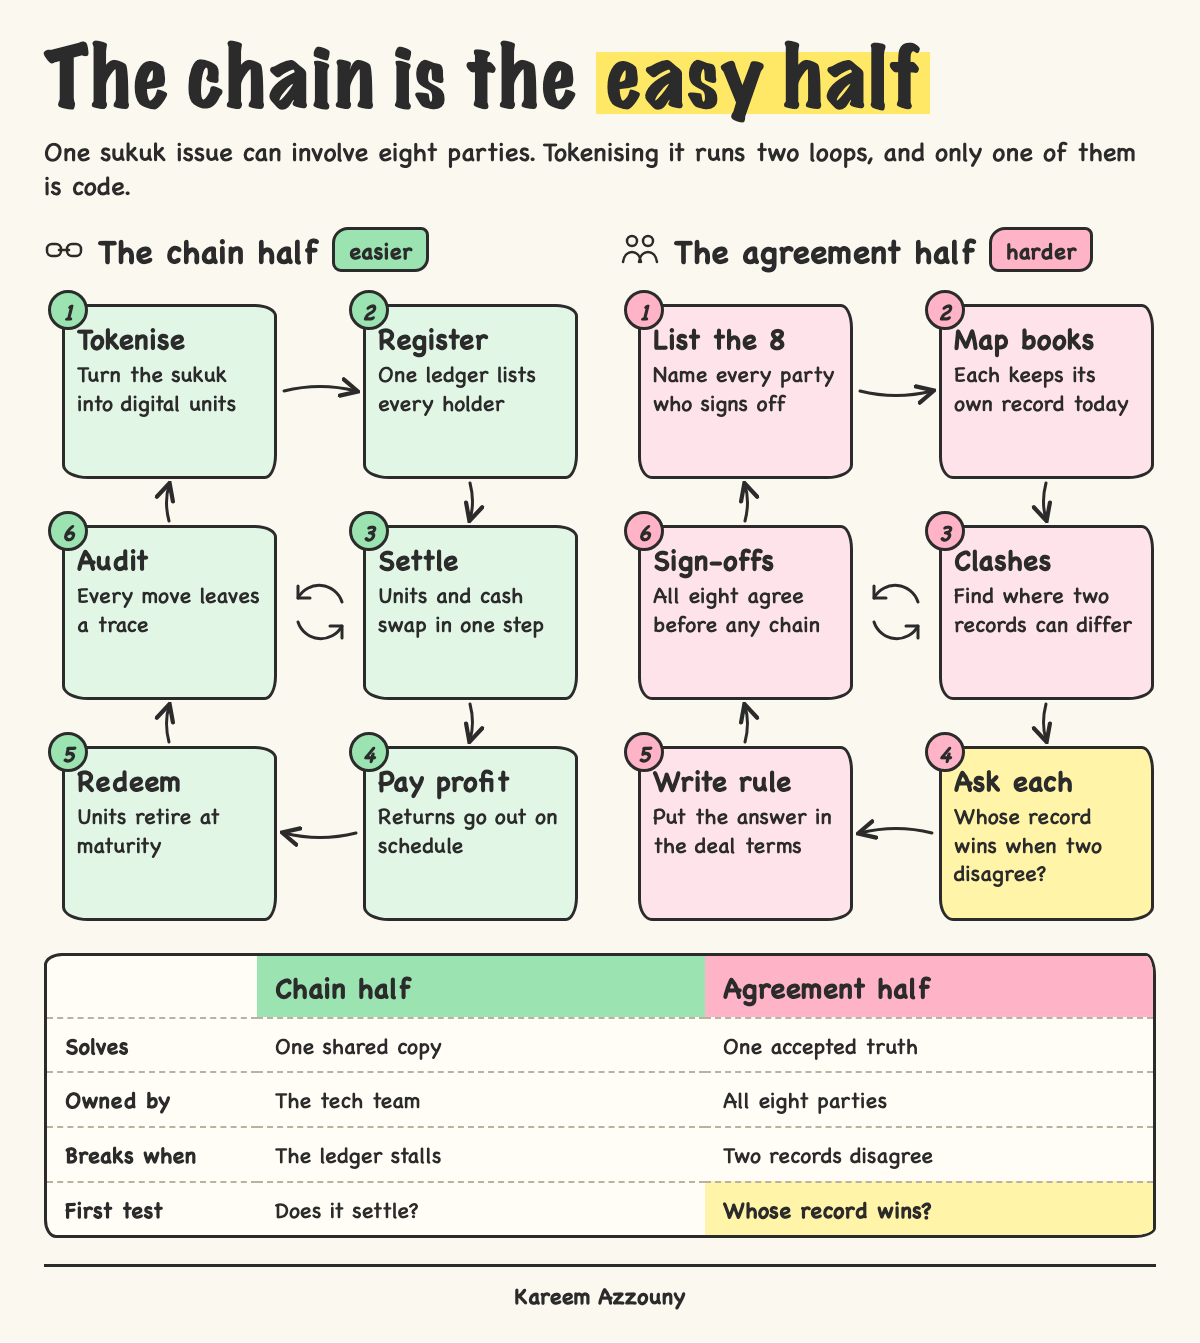 The chain is the easy half
One sukuk issue can involve eight parties. Tokenising it runs two loops, and only one of them
is code.
The chain half easier
1
Tokenise
Turn the sukuk
into digital units
2
Register
One ledger lists
every holder
6
Audit
Every move leaves
a trace
3
Settle
Units and cash
swap in one step
5
Redeem
Units retire at
maturity
4
Pay profit
Returns go out on
schedule
The agreement half harder
1
List the 8
Name every party
who signs off
2
Map books
Each keeps its
own record today
6
Sign-offs
All eight agree
before any chain
3
Clashes
Find where two
records can differ
5
Write rule
Put the answer in
the deal terms
4
Ask each
Whose record
wins when two
disagree?
Chain half Agreement half
Solves One shared copy One accepted truth
Owned by The tech team All eight parties
Breaks when The ledger stalls Two records disagree
First test Does it settle? Whose record wins?
Kareem Azzouny